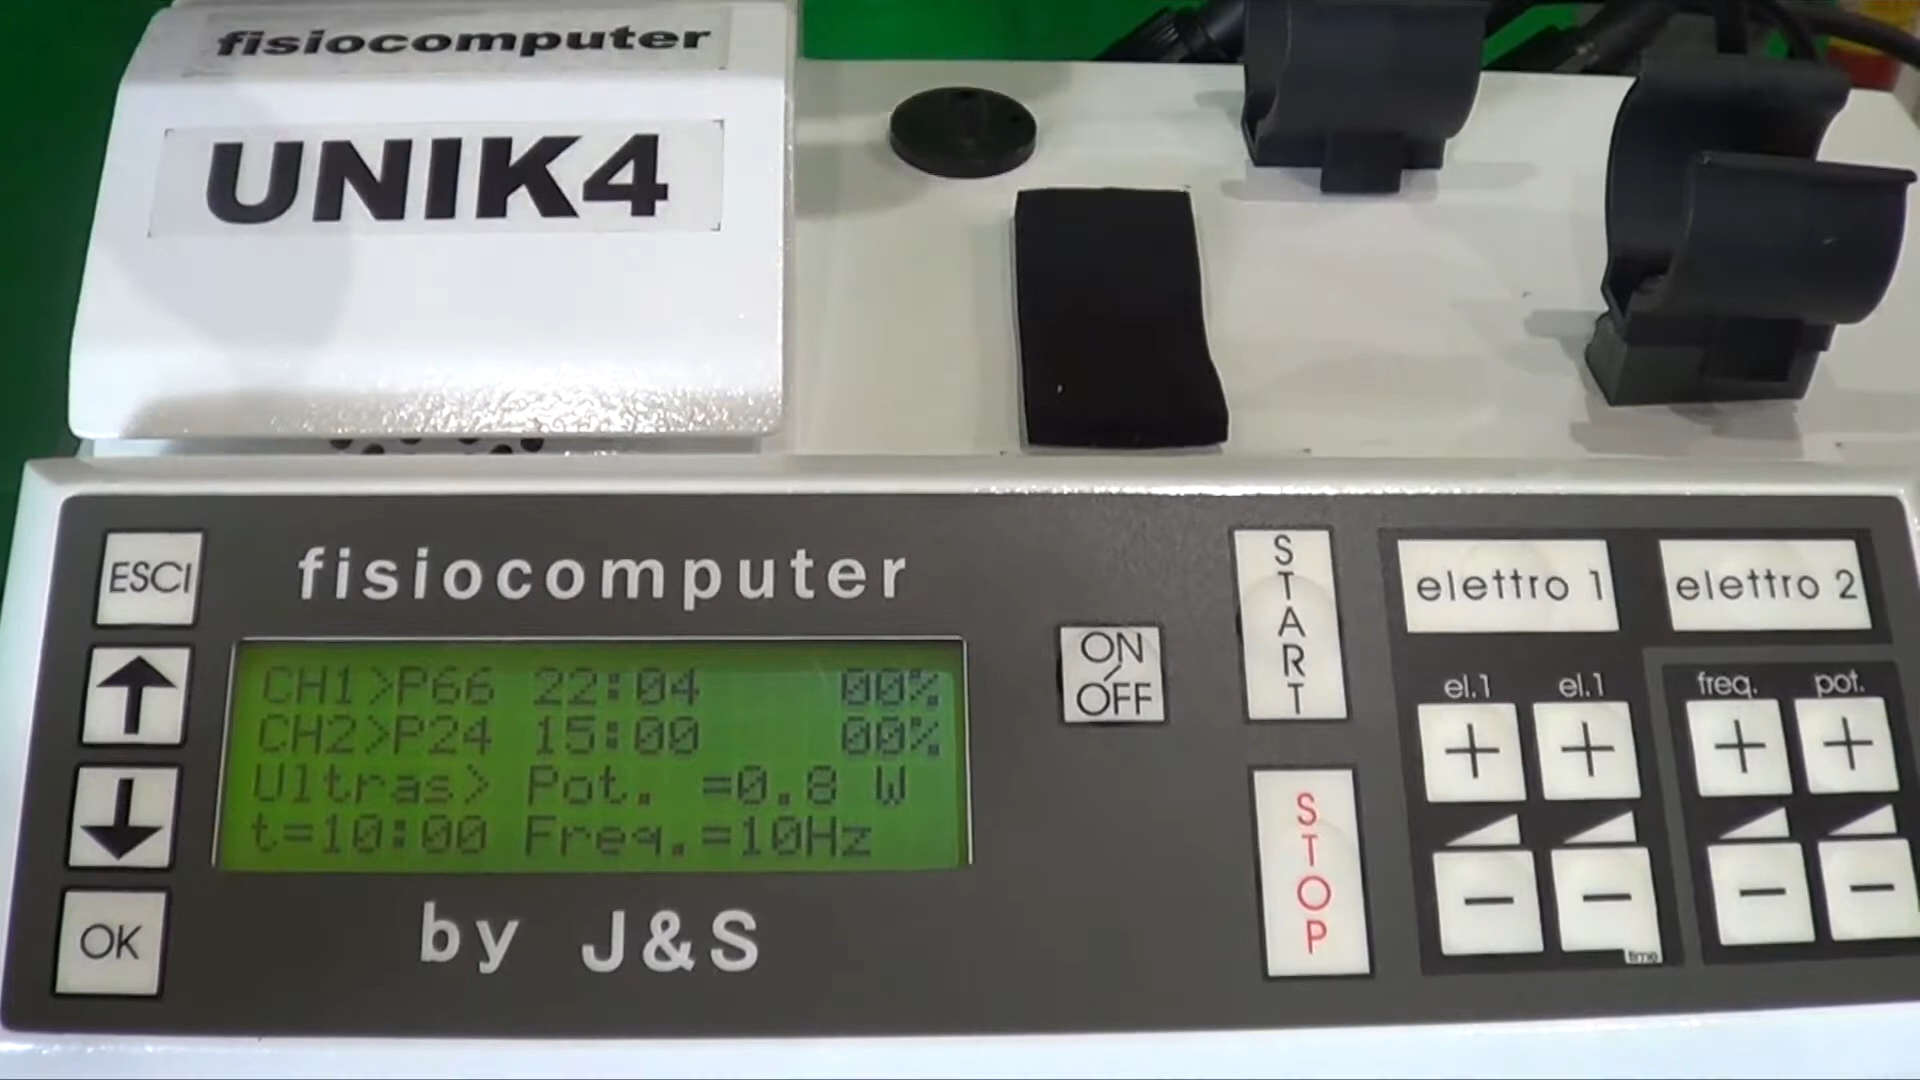 fisiocomputer
UNIK4
ESCI
fisiocomputer
CH1>P66 22:04 00%
CH2>P24 15:00 00%
Ultras> Pot. =0.8 W
t=10:00 Freq.=10Hz
OK
by J&S
ON/OFF
START
STOP
elettro 1
elettro 2
el.1
el.1
freq.
pot.
+
+
+
+
−
−
−
−